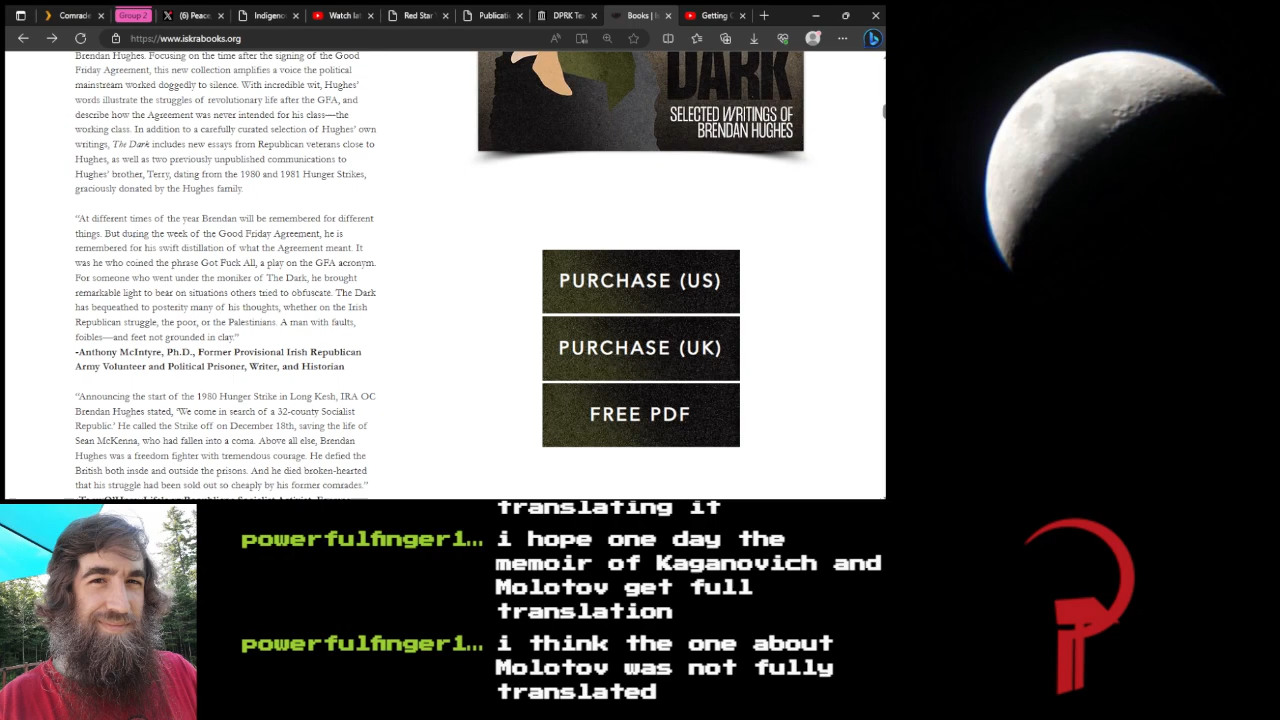 Comrade
Group 2
(6) Peace
Indigeno
Watch lat
Red Star
Publicatio
DPRK Te
Books | I
Getting
https://www.iskrabooks.org
Brendan Hughes. Focusing on the time after the signing of the Good
Friday Agreement, this new collection amplifies a voice the political
mainstream worked doggedly to silence. With incredible wit, Hughes'
words illustrate the struggles of revolutionary life after the GFA, and
describe how the Agreement was never intended for his class—the
working class. In addition to a carefully curated selection of Hughes' own
writings, The Dark includes new essays from Republican veterans close to
Hughes, as well as two previously unpublished communications to
Hughes' brother, Terry, dating from the 1980 and 1981 Hunger Strikes,
graciously donated by the Hughes family.
"At different times of the year Brendan will be remembered for different
things. But during the week of the Good Friday Agreement, he is
remembered for his swift distillation of what the Agreement meant. It
was he who coined the phrase Got Fuck All, a play on the GFA acronym.
For someone who went under the moniker of The Dark, he brought
remarkable light to bear on situations others tried to obfuscate. The Dark
has bequeathed to posterity many of his thoughts, whether on the Irish
Republican struggle, the poor, or the Palestinians. A man with faults,
foibles—and feet not grounded in clay."
-Anthony McIntyre, Ph.D., Former Provisional Irish Republican
Army Volunteer and Political Prisoner, Writer, and Historian
"Announcing the start of the 1980 Hunger Strike in Long Kesh, IRA OC
Brendan Hughes stated, 'We come in search of a 32-county Socialist
Republic.' He called the Strike off on December 18th, saving the life of
Sean McKenna, who had fallen into a coma. Above all else, Brendan
Hughes was a freedom fighter with tremendous courage. He defied the
British both insde and outside the prisons. And he died broken-hearted
that his struggle had been sold out so cheaply by his former comrades."
DARK
SELECTED WRITINGS OF
BRENDAN HUGHES
PURCHASE (US)
PURCHASE (UK)
FREE PDF
translating it
powerfulfinger1... i hope one day the
memoir of Kaganovich and
Molotov get full
translation
powerfulfinger1... i think the one about
Molotov was not fully
translated